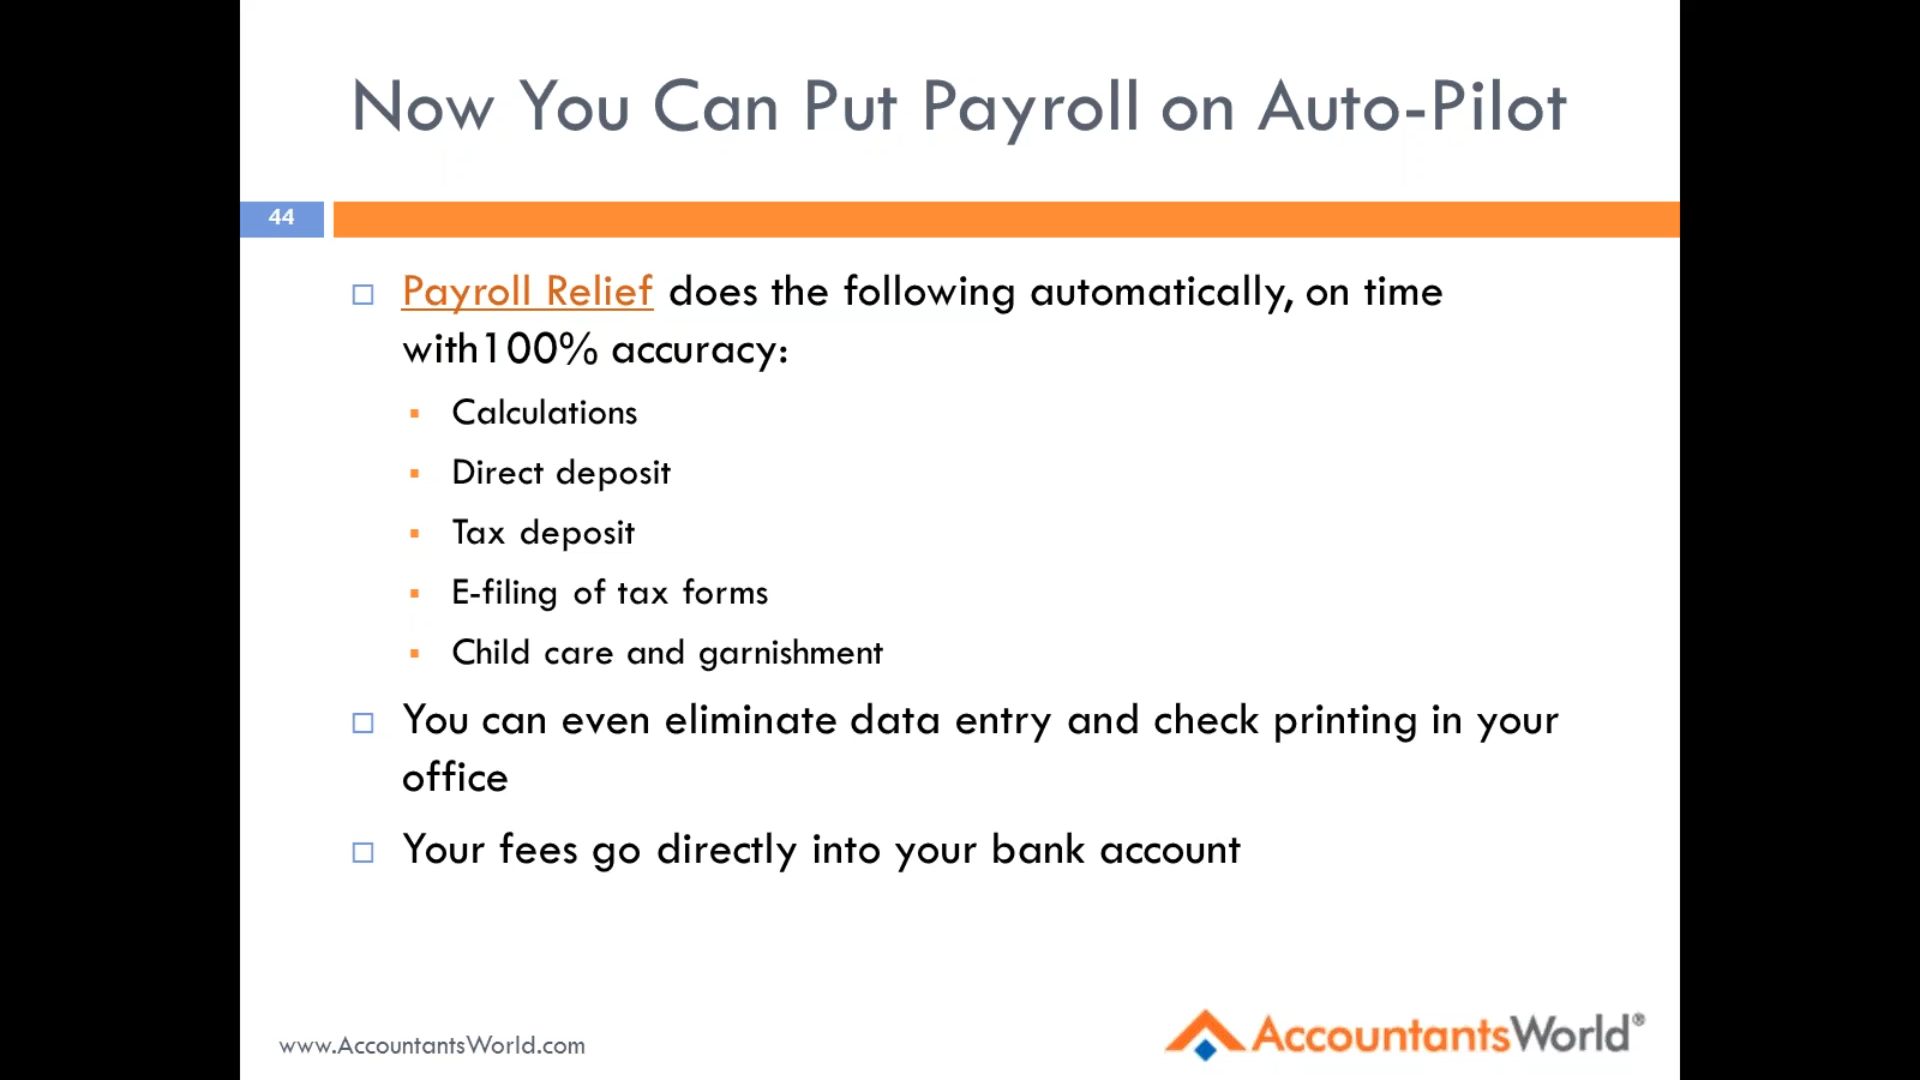 Now You Can Put Payroll on Auto-Pilot
44
Payroll Relief does the following automatically, on time
with100% accuracy:
Calculations
Direct deposit
Tax deposit
E-filing of tax forms
Child care and garnishment
You can even eliminate data entry and check printing in your
office
Your fees go directly into your bank account
www.AccountantsWorld.com
AccountantsWorld®